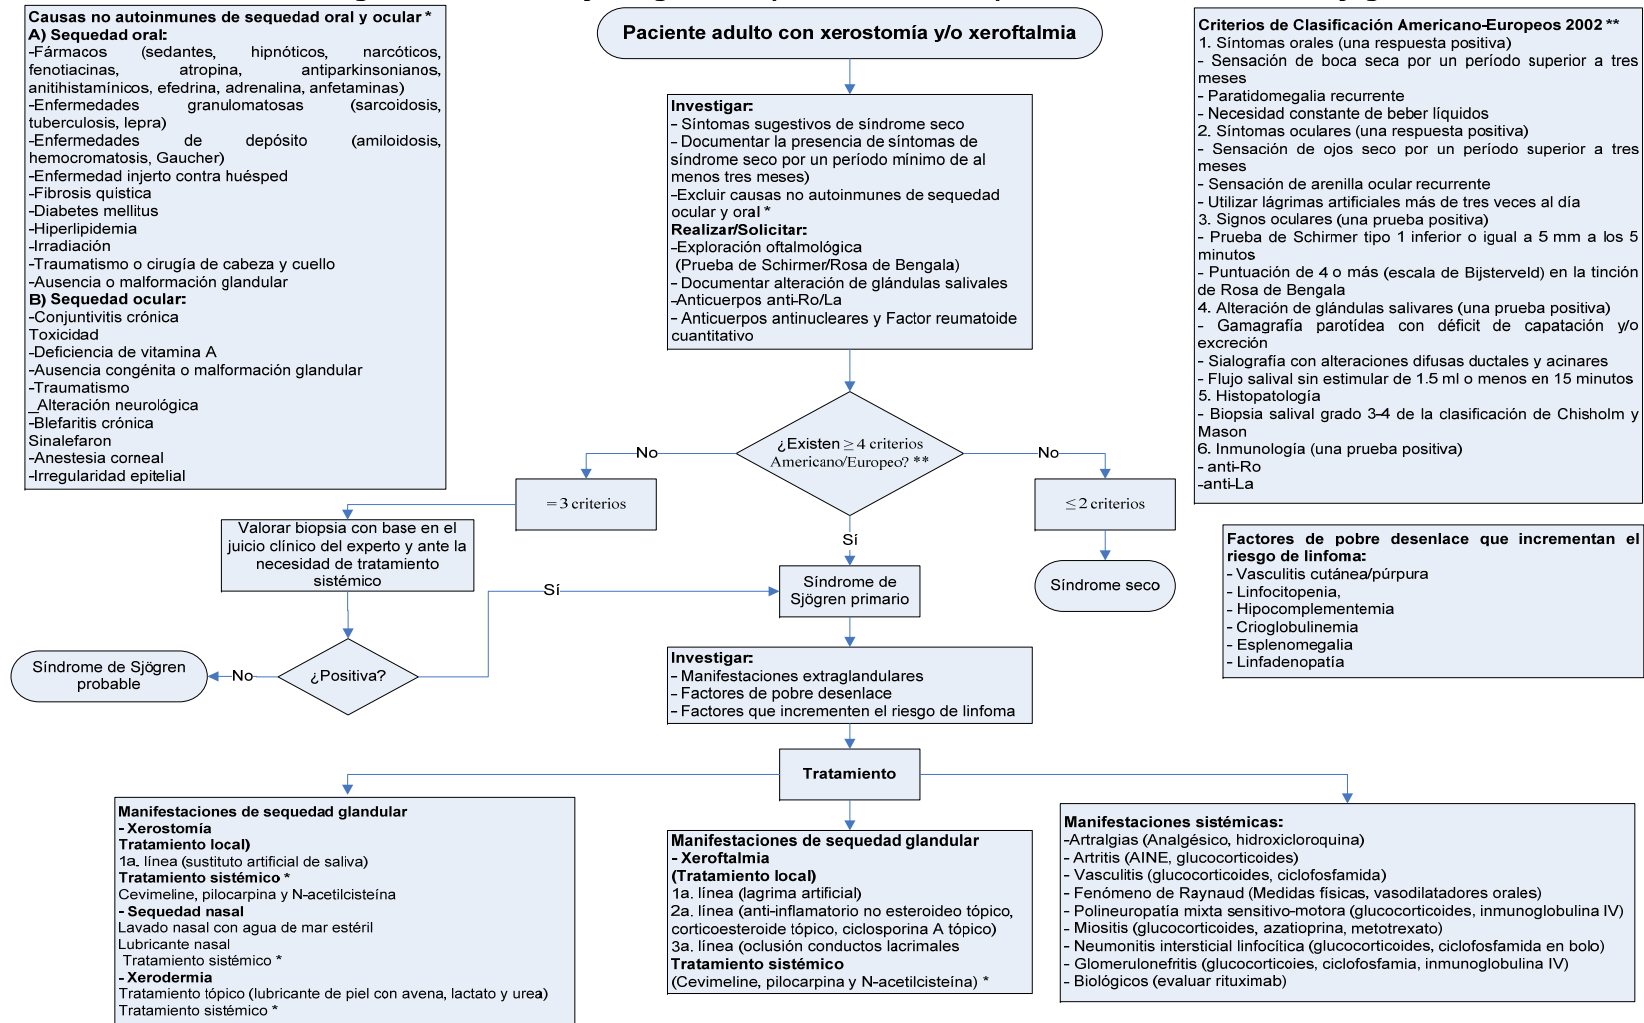 Causas no autoinmunes de sequedad oral y ocular *
A) Sequedad oral:
-Fármacos (sedantes, hipnóticos, narcóticos,
fenotiacinas, atropina, antiparkinsonianos,
anitihistamínicos, efedrina, adrenalina, anfetaminas)
-Enfermedades granulomatosas (sarcoidosis,
tuberculosis, lepra)
-Enfermedades de depósito (amiloidosis,
hemocromatosis, Gaucher)
-Enfermedad injerto contra huésped
-Fibrosis quistica
-Diabetes mellitus
-Hiperlipidemia
-Irradiación
-Traumatismo o cirugía de cabeza y cuello
-Ausencia o malformación glandular
B) Sequedad ocular:
-Conjuntivitis crónica
Toxicidad
-Deficiencia de vitamina A
-Ausencia congénita o malformación glandular
-Traumatismo
_Alteración neurológica
-Blefaritis crónica
Sinalefaron
-Anestesia corneal
-Irregularidad epitelial
Paciente adulto con xerostomía y/o xeroftalmia
Investigar:
- Síntomas sugestivos de síndrome seco
- Documentar la presencia de síntomas de
síndrome seco por un período mínimo de al
menos tres meses)
-Excluir causas no autoinmunes de sequedad
ocular y oral *
Realizar/Solicitar:
-Exploración oftalmológica
(Prueba de Schirmer/Rosa de Bengala)
- Documentar alteración de glándulas salivales
-Anticuerpos anti-Ro/La
- Anticuerpos antinucleares y Factor reumatoide
cuantitativo
Criterios de Clasificación Americano-Europeos 2002 **
1. Síntomas orales (una respuesta positiva)
- Sensación de boca seca por un período superior a tres
meses
- Paratidomegalia recurrente
- Necesidad constante de beber líquidos
2. Síntomas oculares (una respuesta positiva)
- Sensación de ojos seco por un período superior a tres
meses
- Sensación de arenilla ocular recurrente
- Utilizar lágrimas artificiales más de tres veces al día
3. Signos oculares (una prueba positiva)
- Prueba de Schirmer tipo 1 inferior o igual a 5 mm a los 5
minutos
- Puntuación de 4 o más (escala de Bijsterveld) en la tinción
de Rosa de Bengala
4. Alteración de glándulas salivares (una prueba positiva)
- Gamagrafía parotídea con déficit de capatación y/o
excreción
- Sialografía con alteraciones difusas ductales y acinares
- Flujo salival sin estimular de 1.5 ml o menos en 15 minutos
5. Histopatología
- Biopsia salival grado 3-4 de la clasificación de Chisholm y
Mason
6. Inmunología (una prueba positiva)
- anti-Ro
-anti-La
¿Existen ≥ 4 criterios
Americano/Europeo? **
No
No
= 3 criterios
≤ 2 criterios
Sí
Valorar biopsia con base en el
juicio clínico del experto y ante la
necesidad de tratamiento
sistémico
Síndrome de
Sjögren primario
Síndrome seco
Sí
Factores de pobre desenlace que incrementan el
riesgo de linfoma:
- Vasculitis cutánea/púrpura
- Linfocitopenia,
- Hipocomplementemia
- Crioglobulinemia
- Esplenomegalia
- Linfadenopatía
Síndrome de Sjögren
probable
No
¿Positiva?
Investigar:
- Manifestaciones extraglandulares
- Factores de pobre desenlace
- Factores que incrementen el riesgo de linfoma
Tratamiento
Manifestaciones de sequedad glandular
- Xerostomía
Tratamiento local)
1a. línea (sustituto artificial de saliva)
Tratamiento sistémico *
Cevimeline, pilocarpina y N-acetilcisteína
- Sequedad nasal
Lavado nasal con agua de mar estéril
Lubricante nasal
Tratamiento sistémico *
- Xerodermia
Tratamiento tópico (lubricante de piel con avena, lactato y urea)
Tratamiento sistémico *
Manifestaciones de sequedad glandular
- Xeroftalmia
(Tratamiento local)
1a. línea (lagrima artificial)
2a. línea (anti-inflamatorio no esteroideo tópico,
corticoesteroide tópico, ciclosporina A tópico)
3a. línea (oclusión conductos lacrimales
Tratamiento sistémico
(Cevimeline, pilocarpina y N-acetilcisteína) *
Manifestaciones sistémicas:
-Artralgias (Analgésico, hidroxicloroquina)
- Artritis (AINE, glucocorticoides)
- Vasculitis (glucocorticoides, ciclofosfamida)
- Fenómeno de Raynaud (Medidas físicas, vasodilatadores orales)
- Polineuropatía mixta sensitivo-motora (glucocorticoides, inmunoglobulina IV)
- Miositis (glucocorticoides, azatioprina, metotrexato)
- Neumonitis intersticial linfocítica (glucocorticoides, ciclofosfamida en bolo)
- Glomerulonefritis (glucocorticoies, ciclofosfamia, inmunoglobulina IV)
- Biológicos (evaluar rituximab)